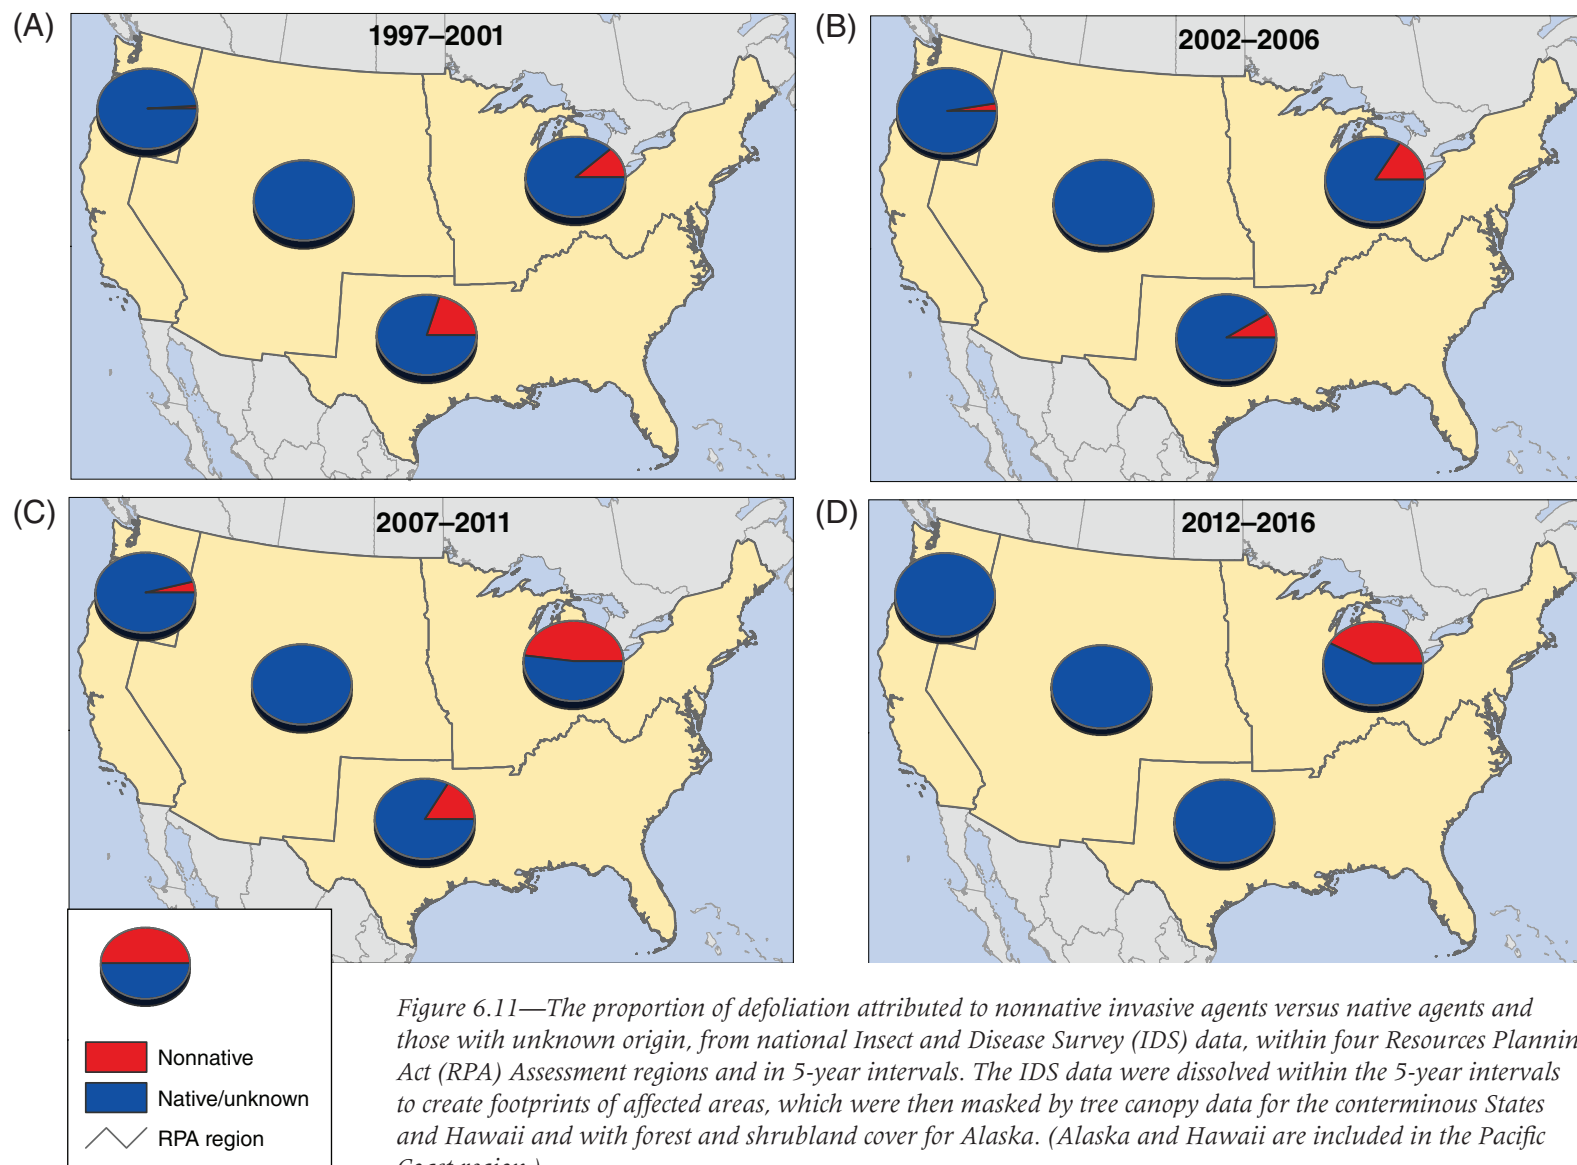 (A)
1997–2001
(B)
2002–2006
(C)
2007–2011
(D)
2012–2016
Nonnative
Native/unknown
RPA region
Figure 6.11—The proportion of defoliation attributed to nonnative invasive agents versus native agents and
those with unknown origin, from national Insect and Disease Survey (IDS) data, within four Resources Plannin
Act (RPA) Assessment regions and in 5-year intervals. The IDS data were dissolved within the 5-year intervals
to create footprints of affected areas, which were then masked by tree canopy data for the conterminous States
and Hawaii and with forest and shrubland cover for Alaska. (Alaska and Hawaii are included in the Pacific
Coast region.)